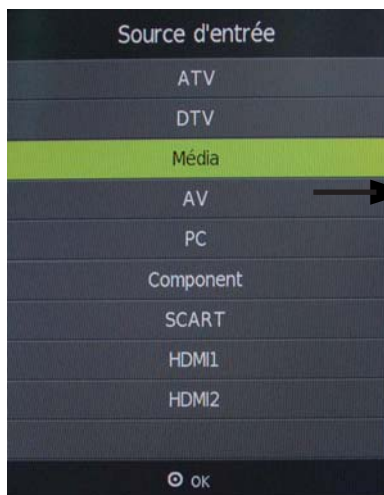 Source d'entrée
ATV
DTV
Média
AV
PC
Component
SCART
HDMI1
HDMI2
OK